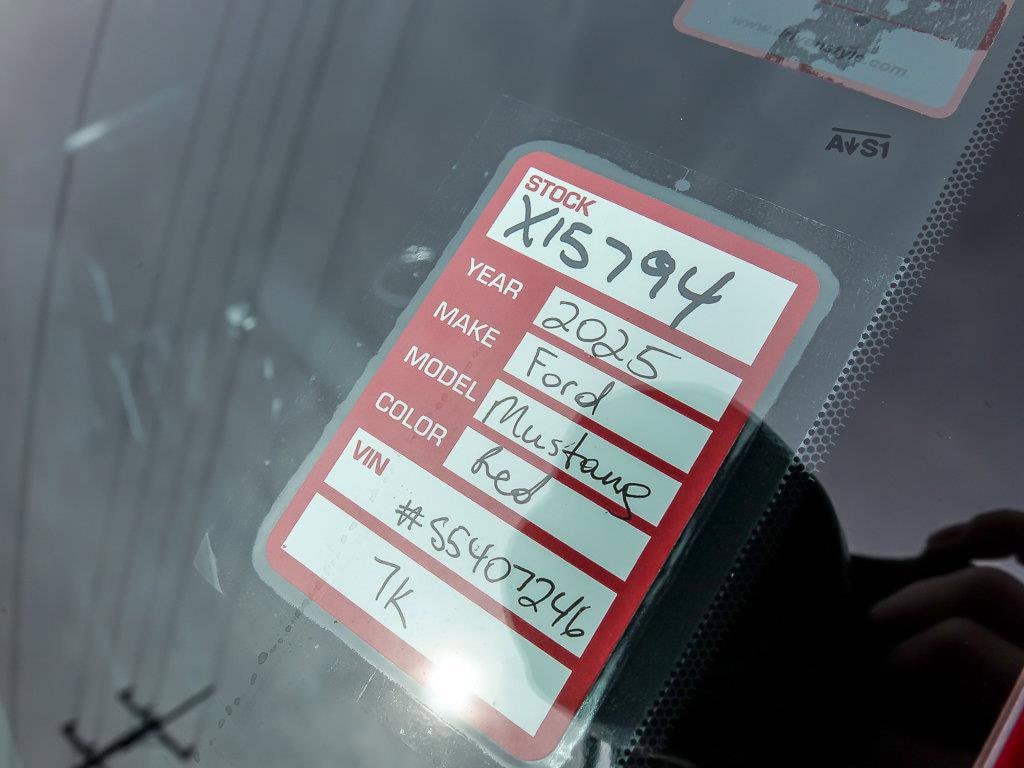 A↓S1
STOCK
X15794
YEAR 2025
MAKE Ford
MODEL Mustang
COLOR Red
VIN
#S5407246
7K